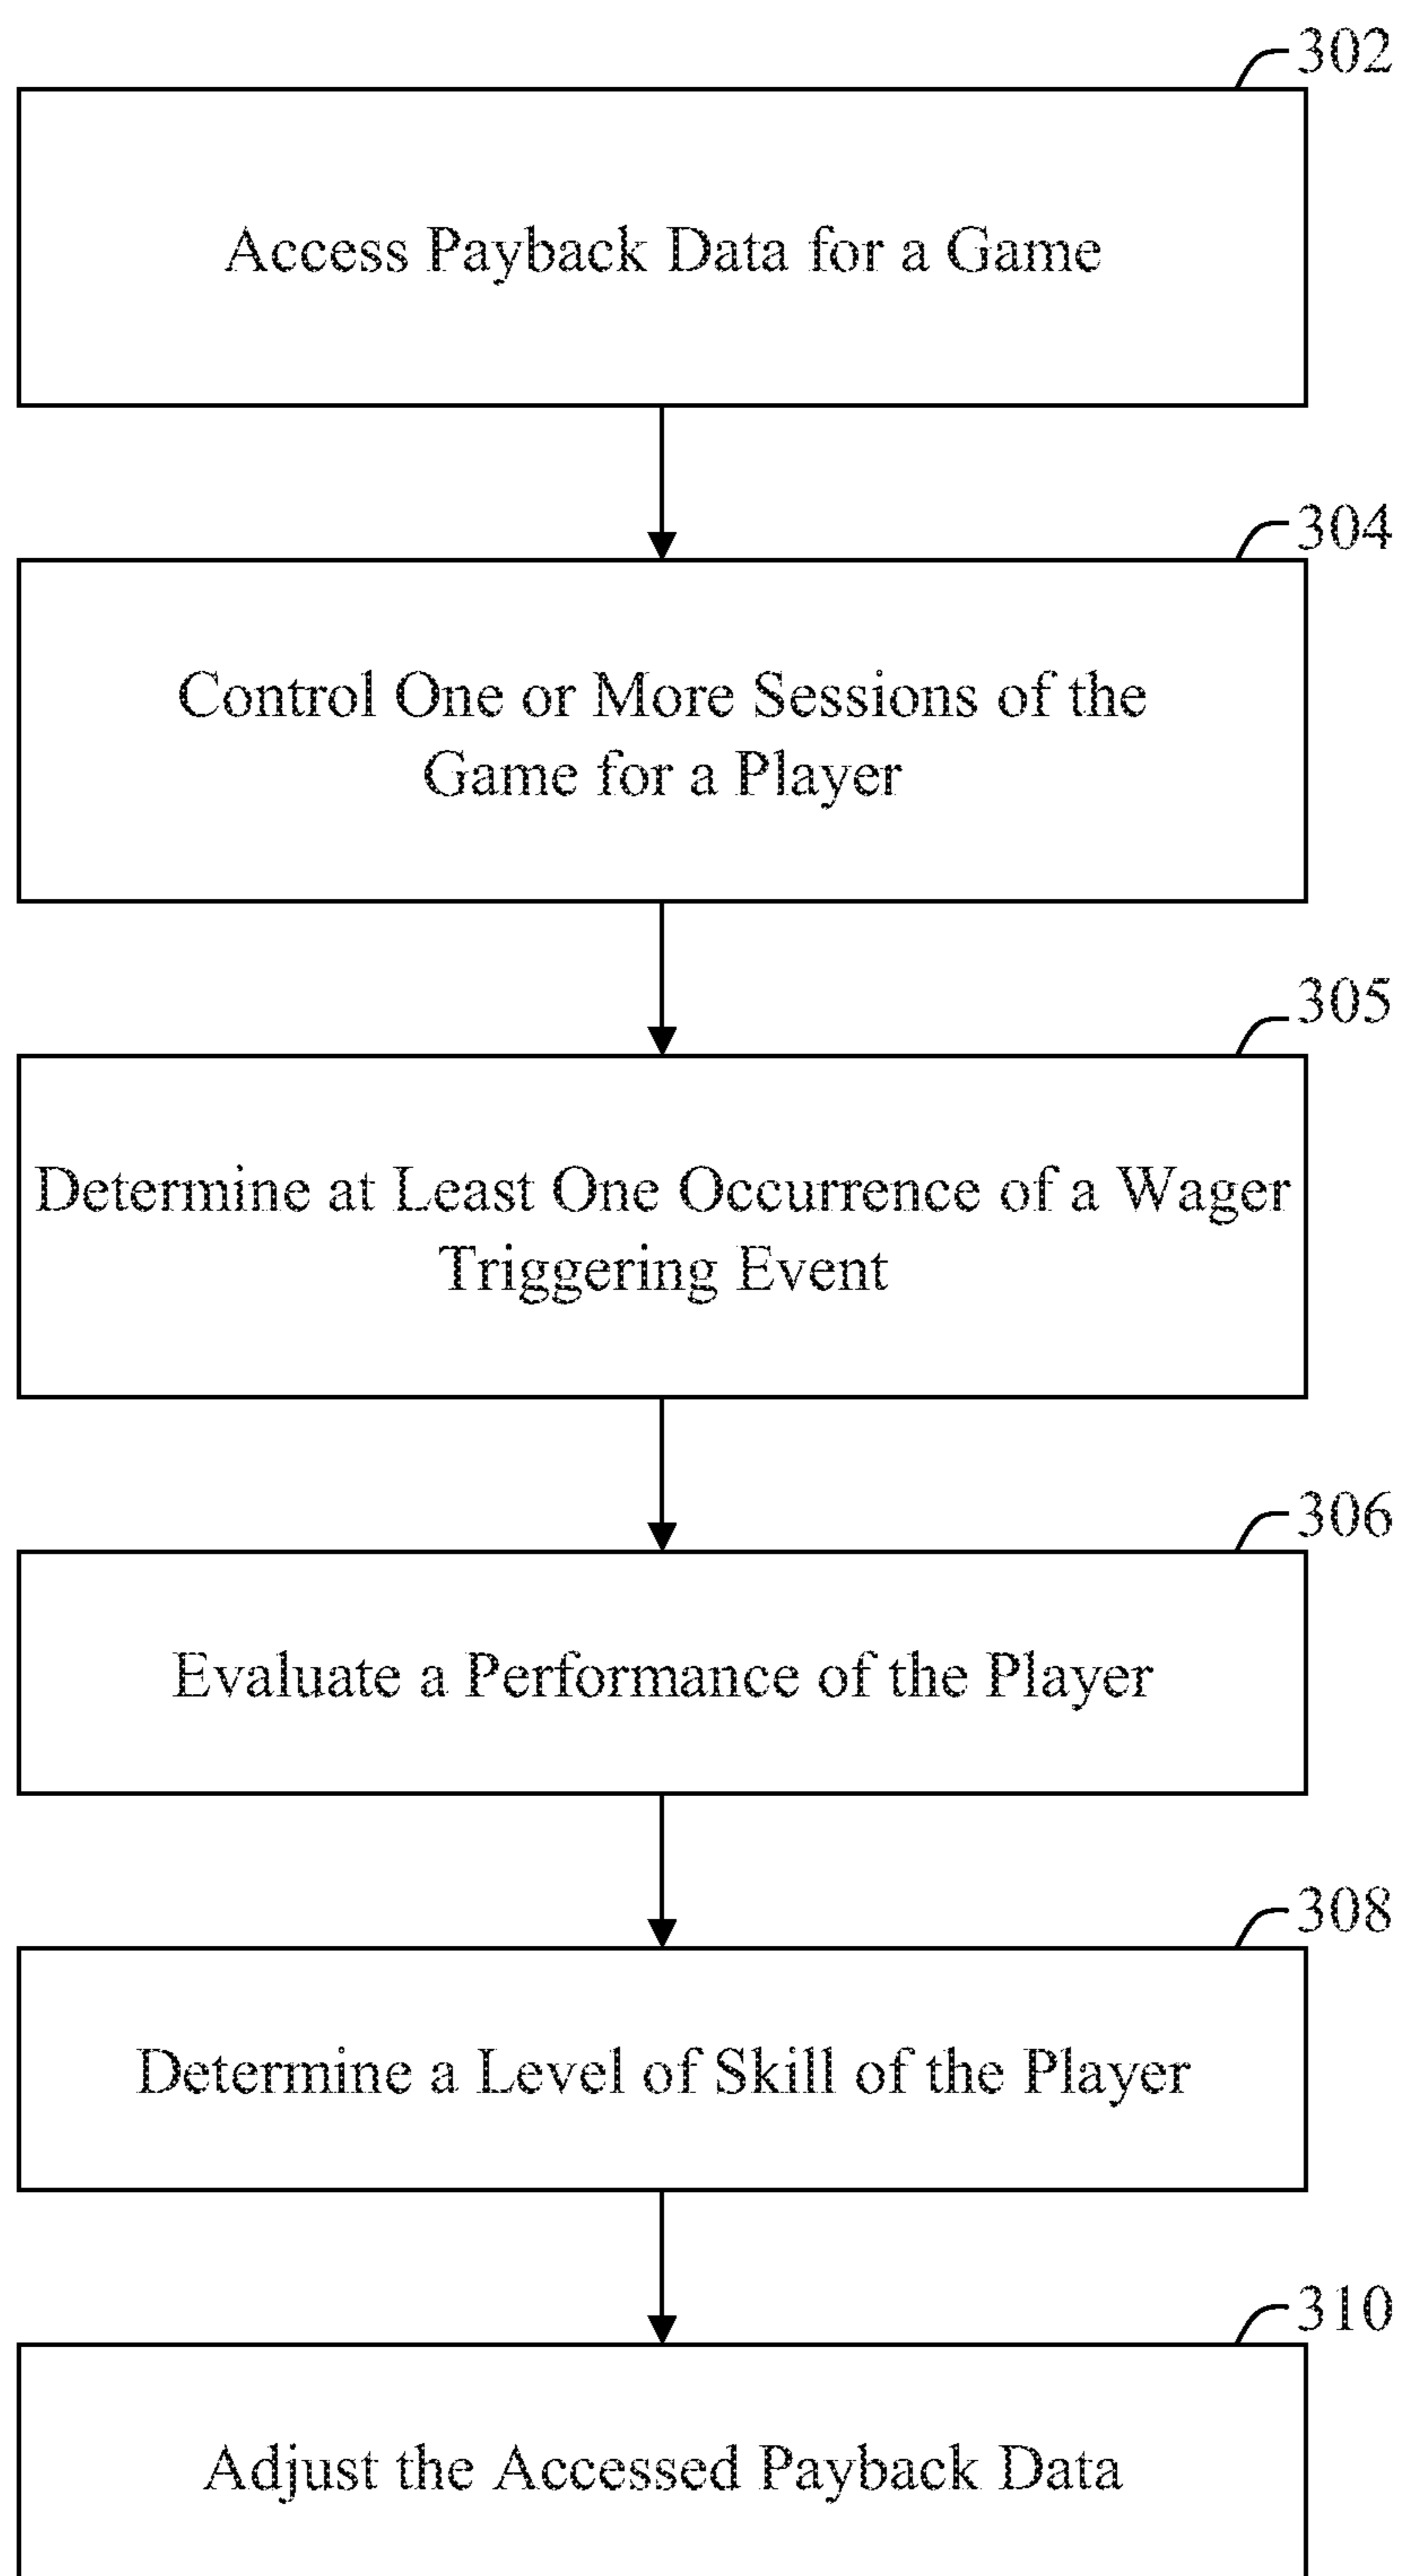 302
Access Payback Data for a Game
304
Control One or More Sessions of the
Game for a Player
305
Determine at Least One Occurrence of a Wager
Triggering Event
306
Evaluate a Performance of the Player
308
Determine a Level of Skill of the Player
310
Adjust the Accessed Payback Data